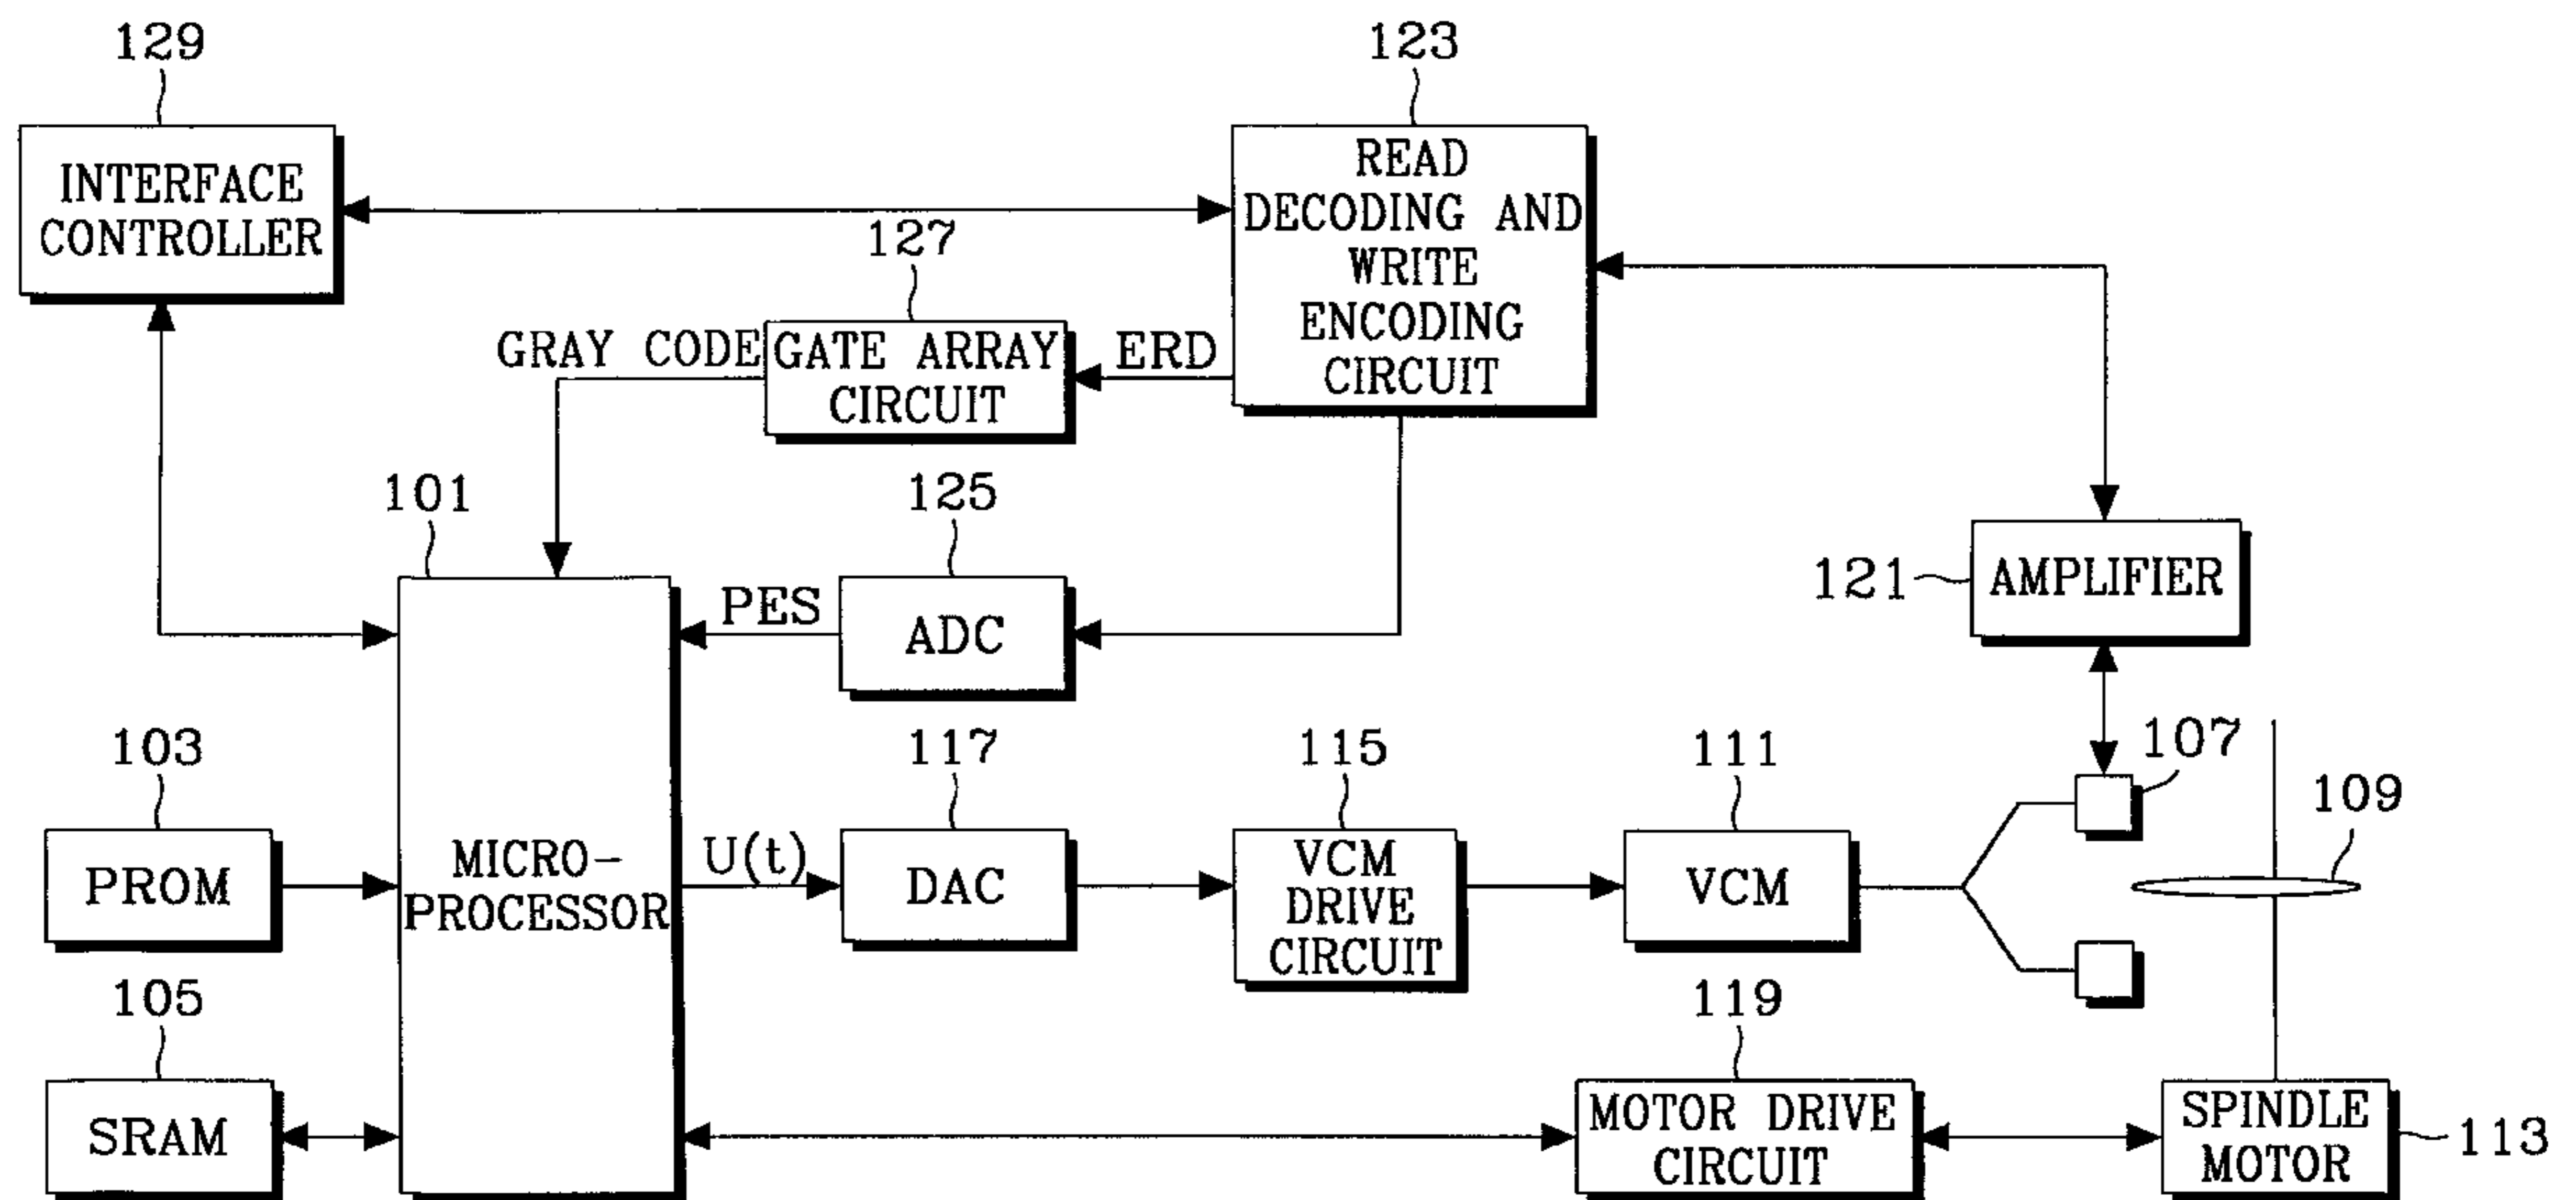 129
123
INTERFACE
CONTROLLER
READ
DECODING AND
WRITE
ENCODING
CIRCUIT
127
GRAY CODE
GATE ARRAY
CIRCUIT
ERD
101
125
121
AMPLIFIER
PES
ADC
103
117
115
111
107
109
PROM
MICRO-
PROCESSOR
U(t)
DAC
VCM
DRIVE
CIRCUIT
VCM
105
119
SRAM
MOTOR DRIVE
CIRCUIT
SPINDLE
MOTOR
113